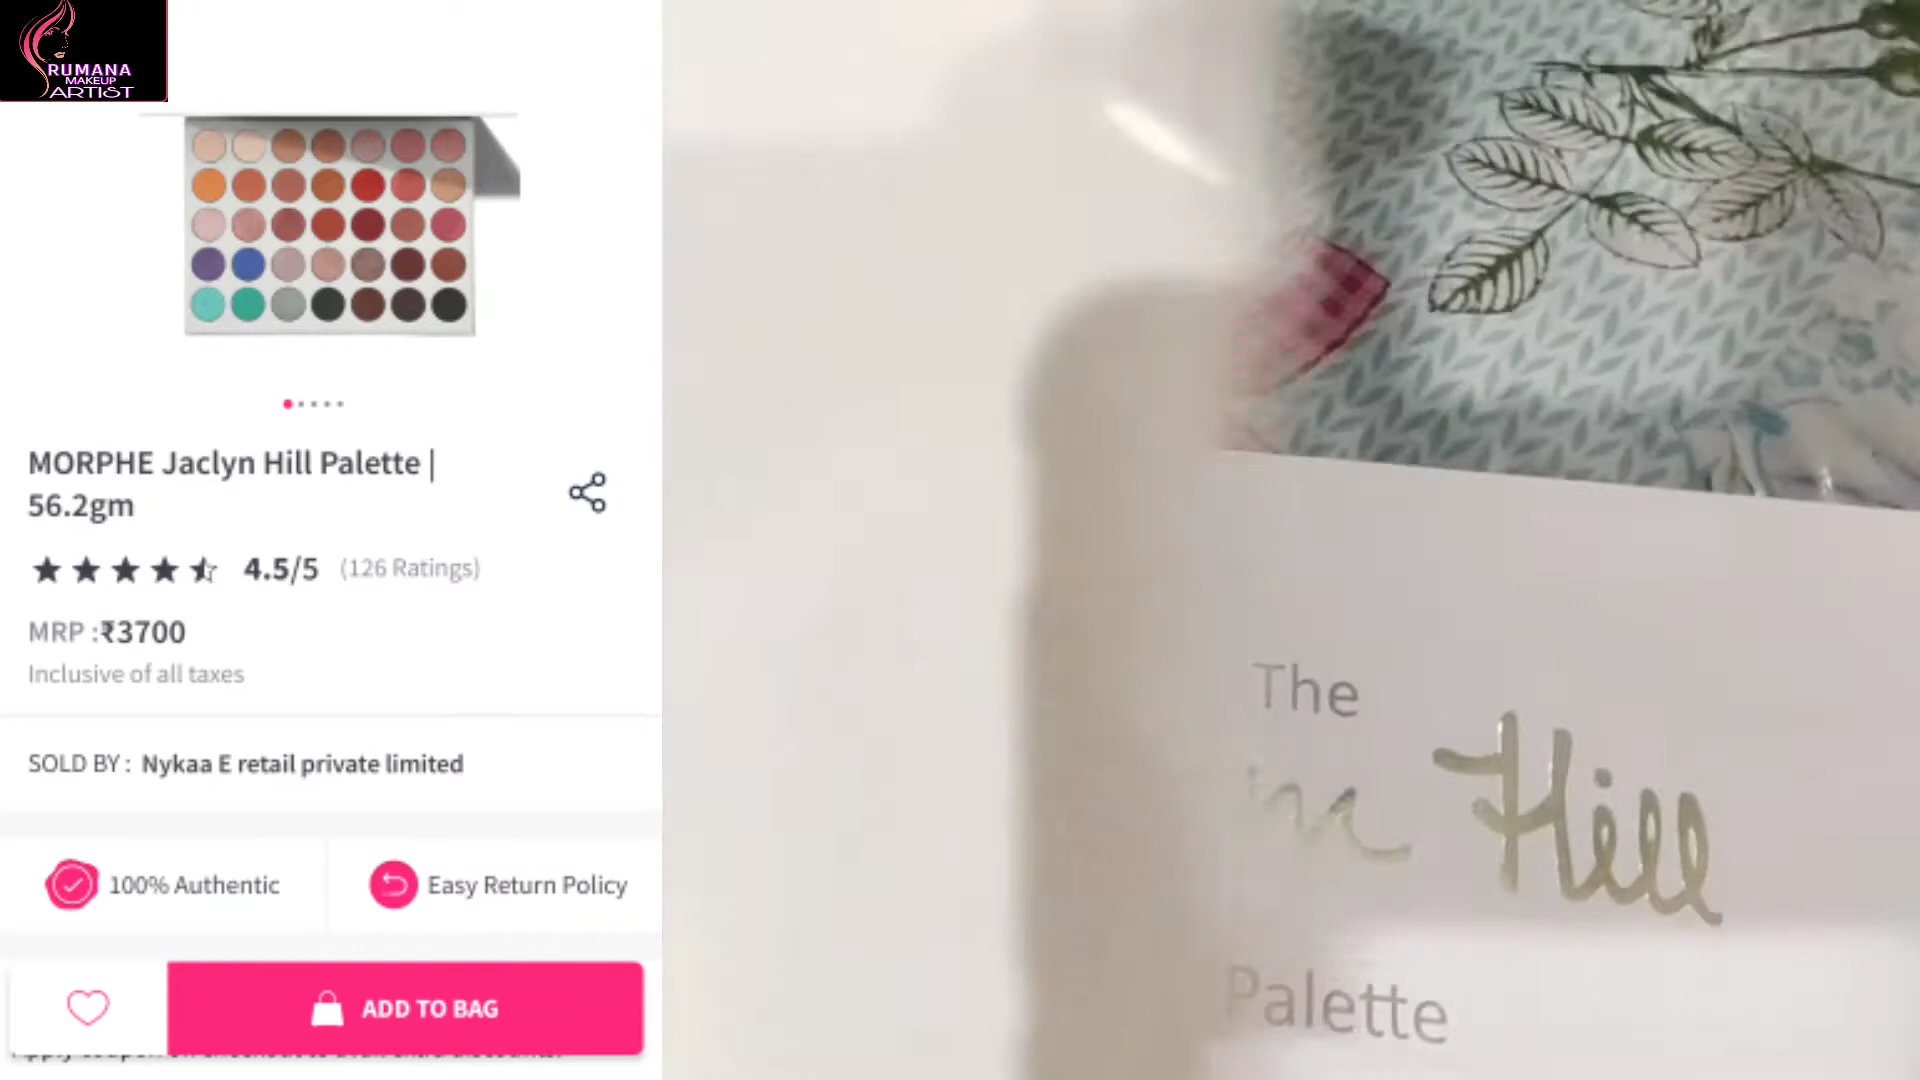 RUMANA
MAKEUP
ARTIST
MORPHE Jaclyn Hill Palette |
56.2gm
4.5/5 (126 Ratings)
MRP :₹3700
Inclusive of all taxes
SOLD BY : Nykaa E retail private limited
100% Authentic
Easy Return Policy
ADD TO BAG
The
Hill
Palette